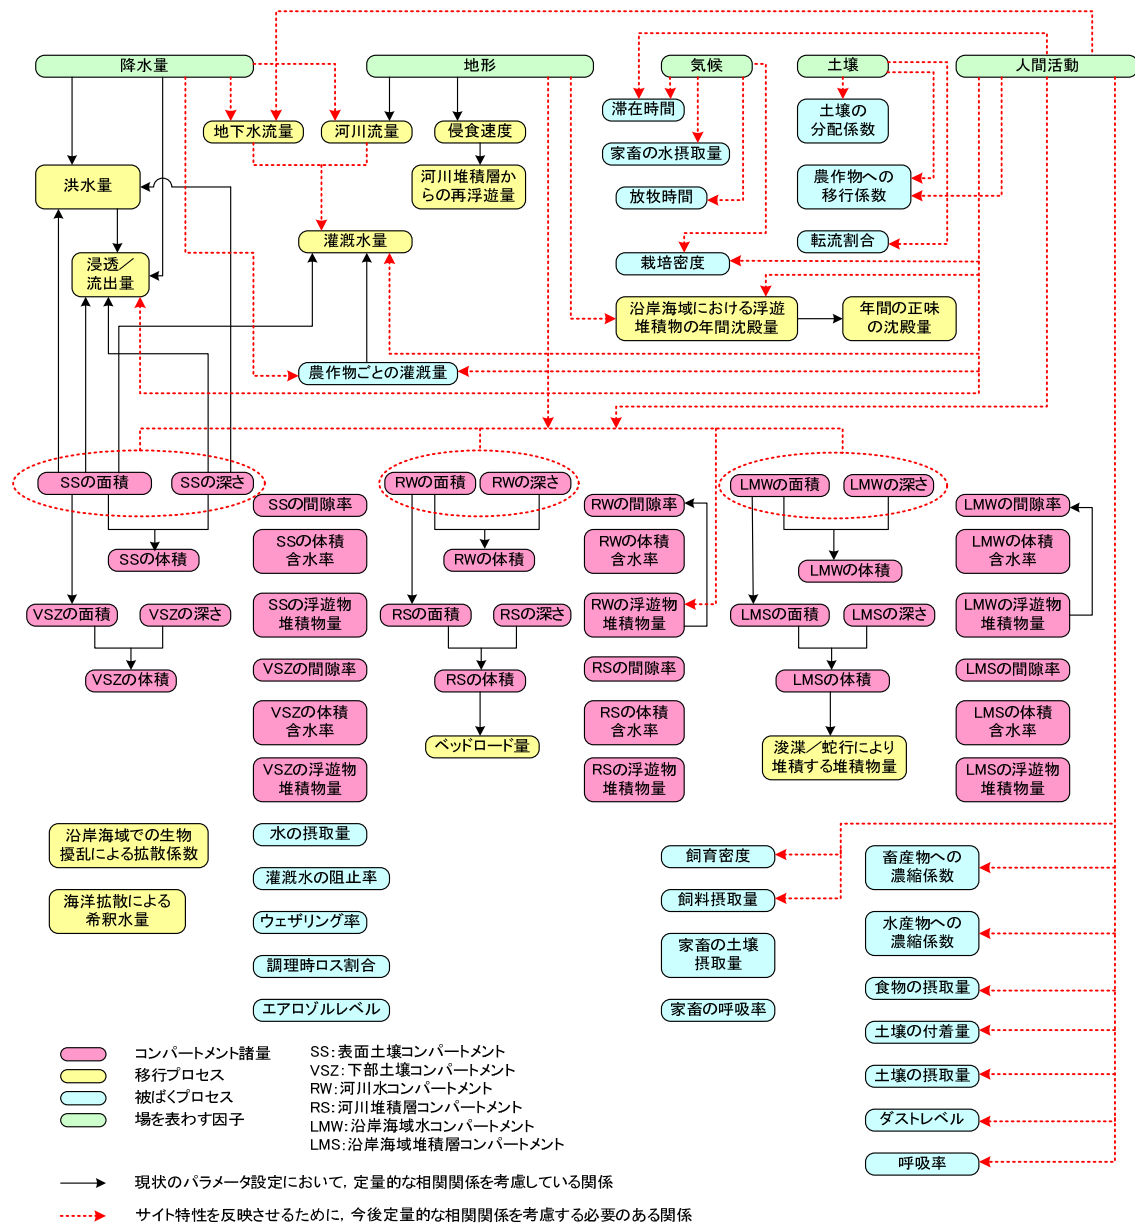 降水量
地形
気候
土壌
人間活動
地下水流量
河川流量
侵食速度
滞在時間
土壌の
分配係数
洪水量
河川堆積層か
らの再浮遊量
家畜の水摂取量
農作物への
移行係数
放牧時間
灌漑水量
転流割合
浸透／
流出量
栽培密度
沿岸海域における浮遊
堆積物の年間沈殿量
年間の正味
の沈殿量
農作物ごとの灌漑量
SSの面積
SSの深さ
RWの面積
RWの深さ
LMWの面積
LMWの深さ
SSの間隙率
RWの間隙率
LMWの間隙率
SSの体積
SSの体積
含水率
RWの体積
RWの体積
含水率
LMWの体積
LMWの体積
含水率
VSZの面積
VSZの深さ
SSの浮遊物
堆積物量
RSの面積
RSの深さ
RWの浮遊物
堆積物量
LMSの面積
LMSの深さ
LMWの浮遊物
堆積物量
VSZの体積
VSZの間隙率
RSの体積
RSの間隙率
LMSの体積
LMSの間隙率
VSZの体積
含水率
ベッドロード量
RSの体積
含水率
浚渫／蛇行により
堆積する堆積物量
LMSの体積
含水率
VSZの浮遊物
堆積物量
RSの浮遊物
堆積物量
LMSの浮遊物
堆積物量
沿岸海域での生物
擾乱による拡散係数
水の摂取量
飼育密度
畜産物への
濃縮係数
海洋拡散による
希釈水量
灌漑水の阻止率
飼料摂取量
ウェザリング率
家畜の土壌
摂取量
水産物への
濃縮係数
調理時ロス割合
食物の摂取量
エアロゾルレベル
家畜の呼吸率
土壌の付着量
土壌の摂取量
ダストレベル
呼吸率
コンパートメント諸量
移行プロセス
被ばくプロセス
場を表わす因子
SS：表面土壌コンパートメント
VSZ：下部土壌コンパートメント
RW：河川水コンパートメント
RS：河川堆積層コンパートメント
LMW：沿岸海域水コンパートメント
LMS：沿岸海域堆積層コンパートメント
現状のパラメータ設定において，定量的な相関関係を考慮している関係
サイト特性を反映させるために，今後定量的な相関関係を考慮する必要のある関係